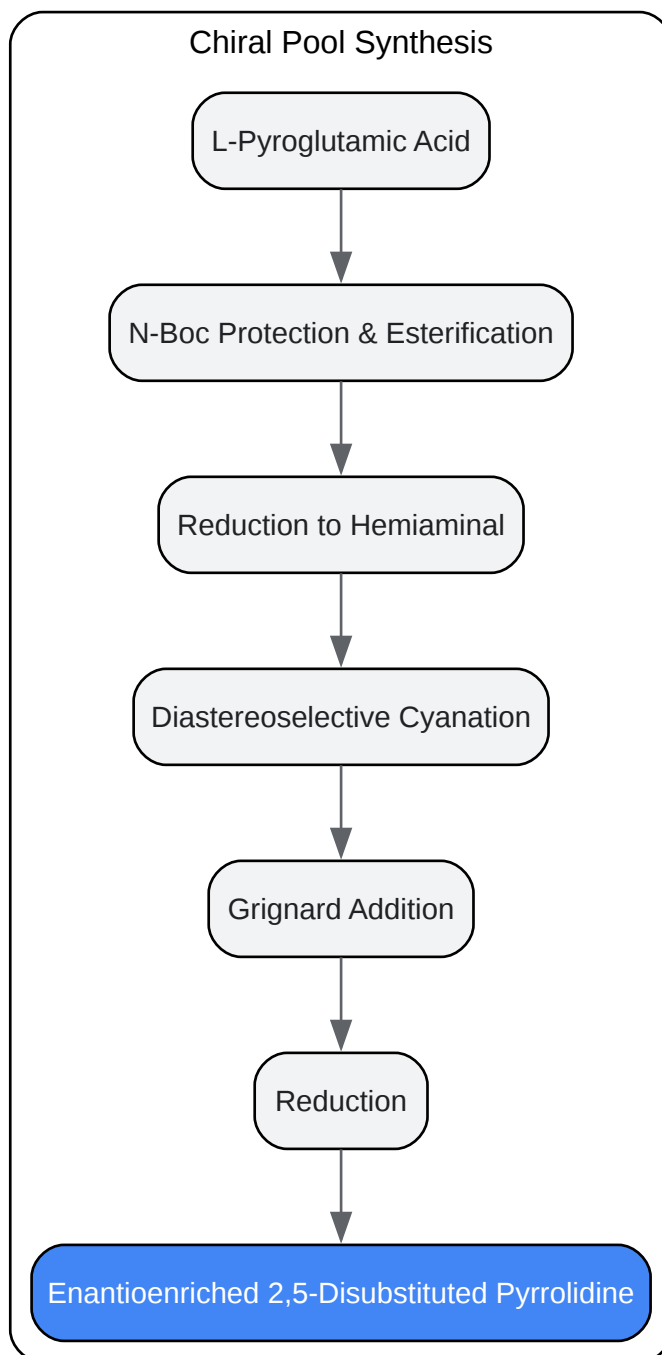 Chiral Pool Synthesis
L-Pyroglutamic Acid
N-Boc Protection & Esterification
Reduction to Hemiaminal
Diastereoselective Cyanation
Grignard Addition
Reduction
Enantioenriched 2,5-Disubstituted Pyrrolidine